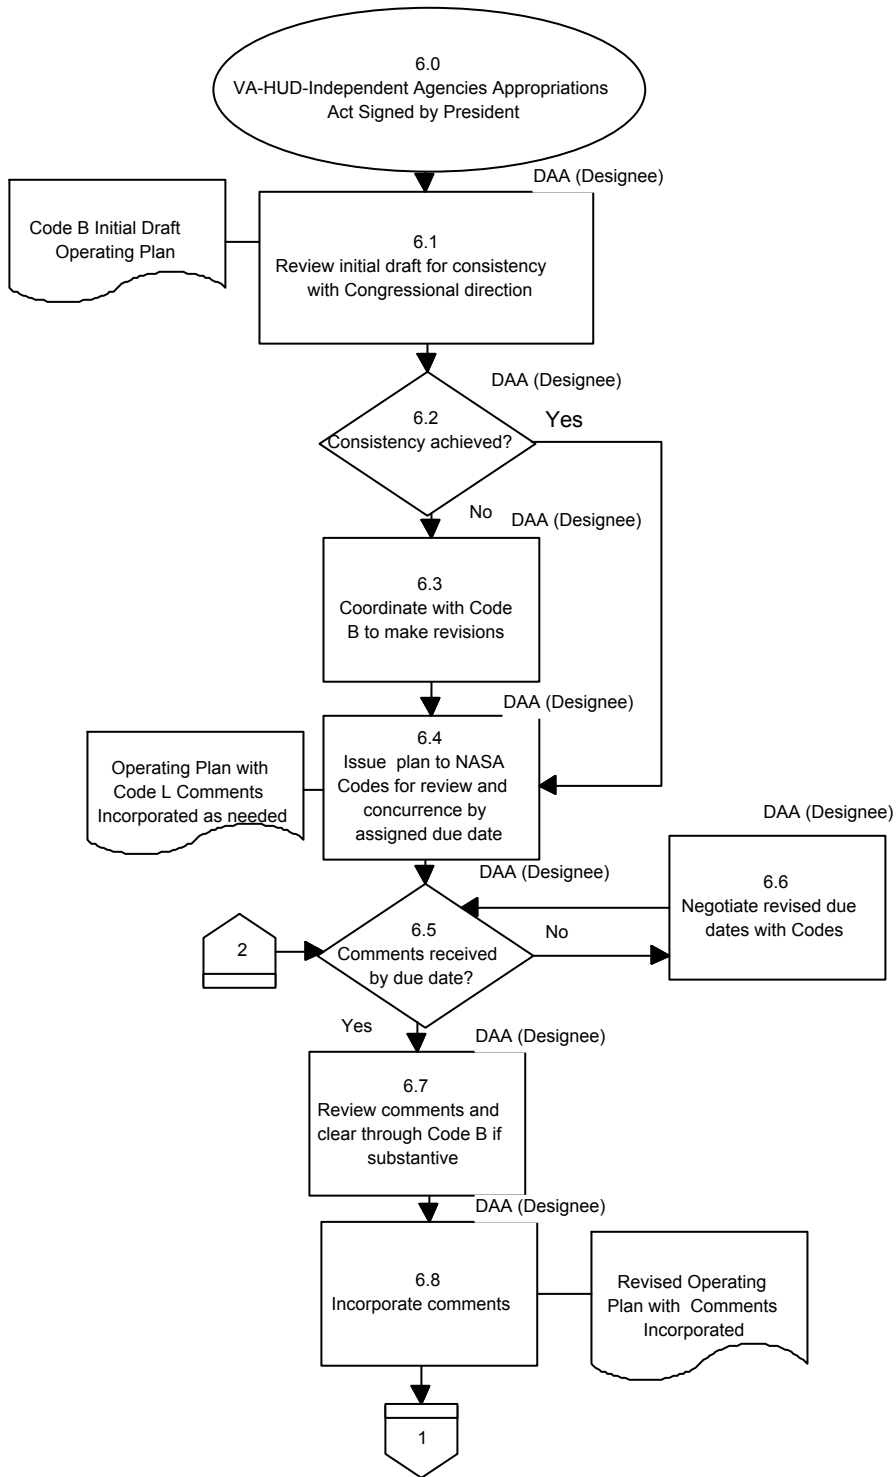 6.0
VA-HUD-Independent Agencies Appropriations
Act Signed by President
DAA (Designee)
Code B Initial Draft
Operating Plan
6.1
Review initial draft for consistency
with Congressional direction
DAA (Designee)
6.2
Consistency achieved?
Yes
No
DAA (Designee)
6.3
Coordinate with Code
B to make revisions
DAA (Designee)
6.4
Issue plan to NASA
Codes for review and
concurrence by
assigned due date
Operating Plan with
Code L Comments
Incorporated as needed
DAA (Designee)
6.6
Negotiate revised due
dates with Codes
DAA (Designee)
6.5
Comments received
by due date?
No
2
Yes
DAA (Designee)
6.7
Review comments and
clear through Code B if
substantive
DAA (Designee)
6.8
Incorporate comments
Revised Operating
Plan with Comments
Incorporated
1